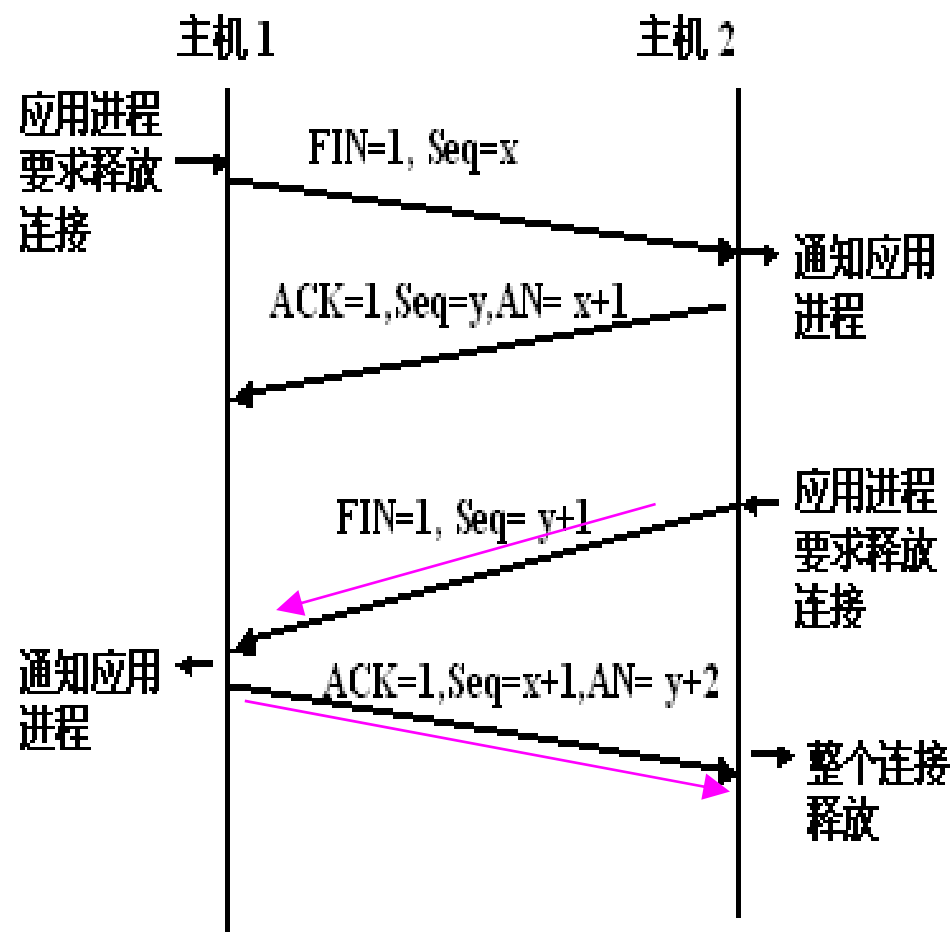 主机 1
主机 2
应用进程
要求释放
连接
FIN=1, Seq=x
通知应用
进程
ACK=1,Seq=y,AN= x+1
应用进程
要求释放
连接
FIN=1, Seq= y+1
通知应用
进程
ACK=1,Seq=x+1,AN= y+2
整个连接
释放